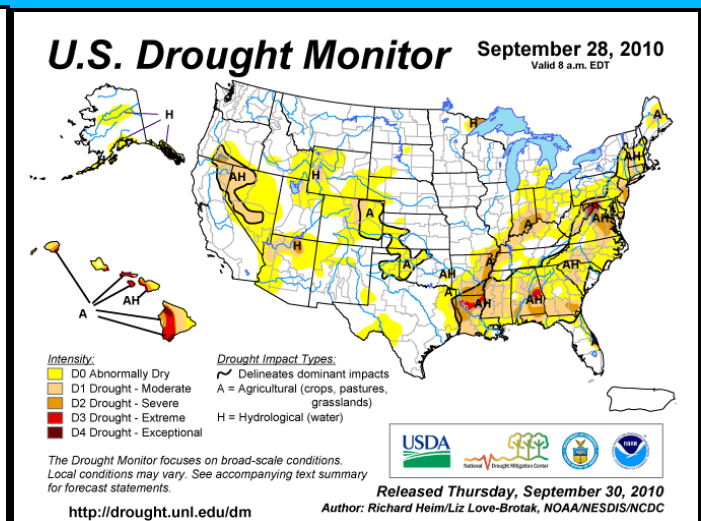 U.S. Drought Monitor
September 28, 2010
Valid 8 a.m. EDT
H
H
A
H
AH
AH
H
A
A
AH
H
A
A
AH
A
AH
A
AH
AH
AH
A
Intensity:
D0 Abnormally Dry
D1 Drought - Moderate
D2 Drought - Severe
D3 Drought - Extreme
D4 Drought - Exceptional
Drought Impact Types:
Delineates dominant impacts
A = Agricultural (crops, pastures,
grasslands)
H = Hydrological (water)
The Drought Monitor focuses on broad-scale conditions.
Local conditions may vary. See accompanying text summary
for forecast statements.
http://drought.unl.edu/dm
USDA
National Drought Mitigation Center
NOAA
Released Thursday, September 30, 2010
Author: Richard Heim/Liz Love-Brotak, NOAA/NESDIS/NCDC